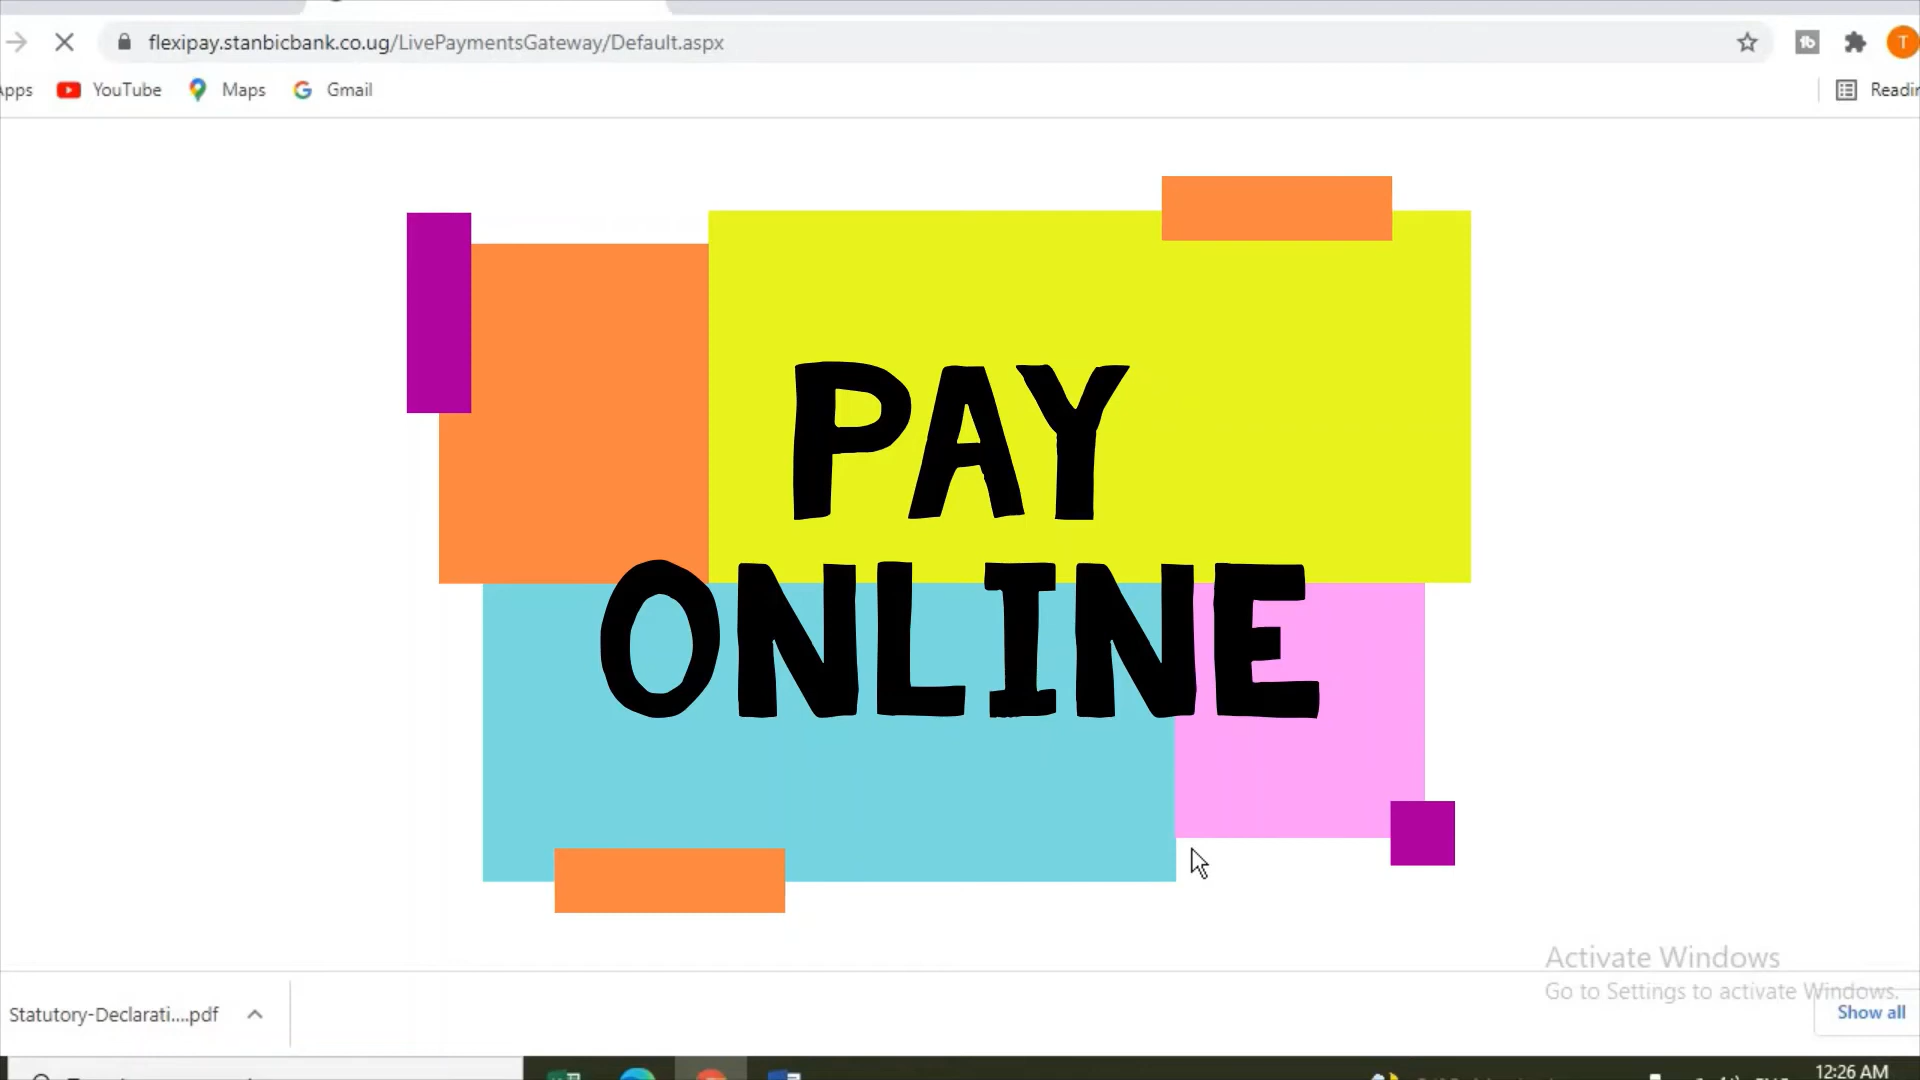 flexipay.stanbicbank.co.ug/LivePaymentsGateway/Default.aspx
T
YouTube
Maps
Gmail
PAY
ONLINE
Activate Windows
Go to Settings to activate Windows.
Statutory-Declarati....pdf
Show all
12:26 AM